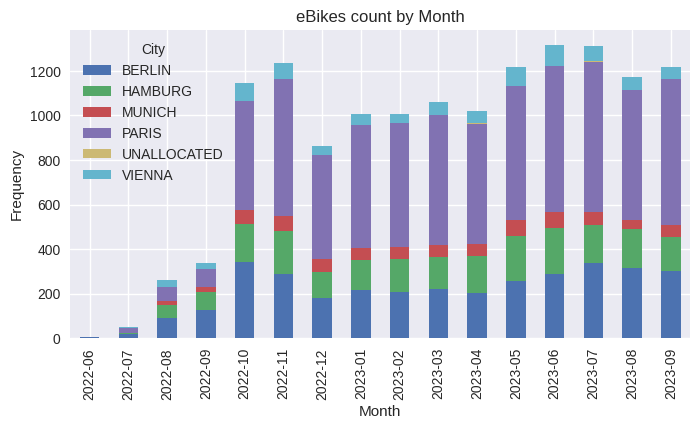 eBikes count by Month
City
BERLIN
HAMBURG
MUNICH
PARIS
UNALLOCATED
VIENNA
Frequency
1200
1000
800
600
400
200
0
2022-06
2022-07
2022-08
2022-09
2022-10
2022-11
2022-12
2023-01
2023-02
2023-03
2023-04
2023-05
2023-06
2023-07
2023-08
2023-09
Month